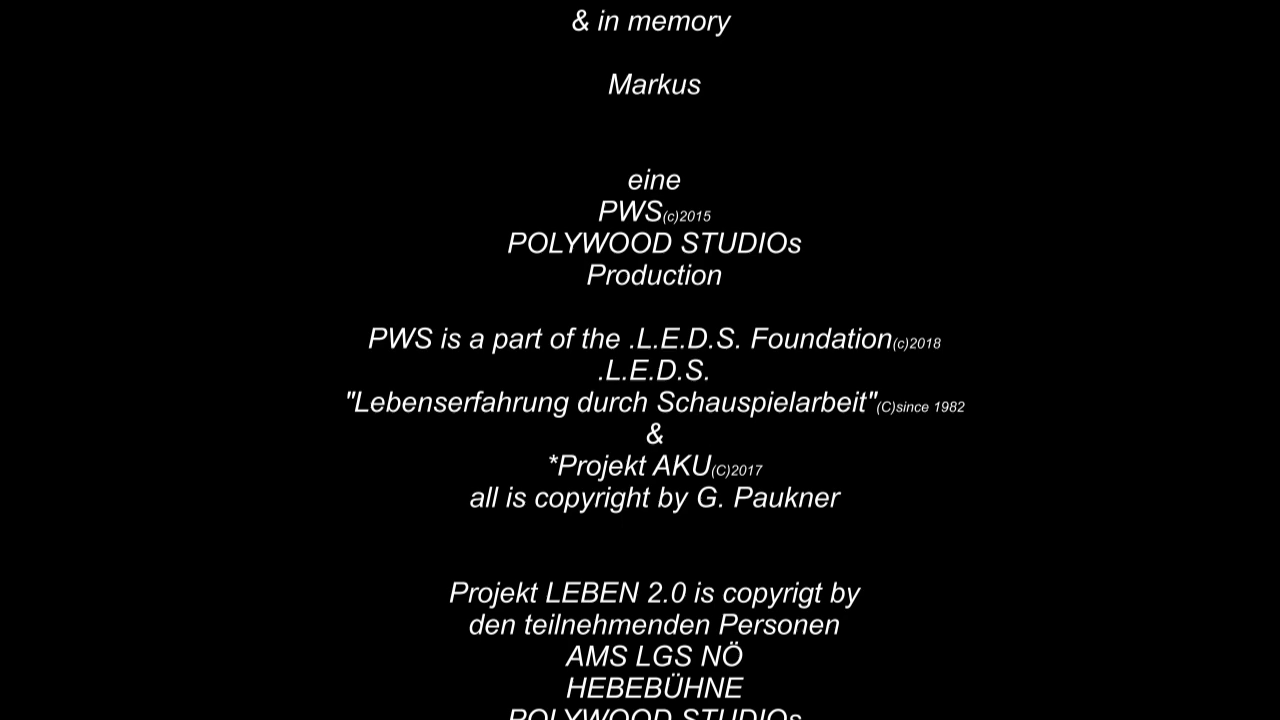 & in memory
Markus
eine
PWS(c)2015
POLYWOOD STUDIOs
Production
PWS is a part of the .L.E.D.S. Foundation(c)2018
.L.E.D.S.
"Lebenserfahrung durch Schauspielarbeit"(C)since 1982
&
*Projekt AKU(C)2017
all is copyright by G. Paukner
Projekt LEBEN 2.0 is copyrigt by
den teilnehmenden Personen
AMS LGS NÖ
HEBEBÜHNE
POLYWOOD STUDIOs